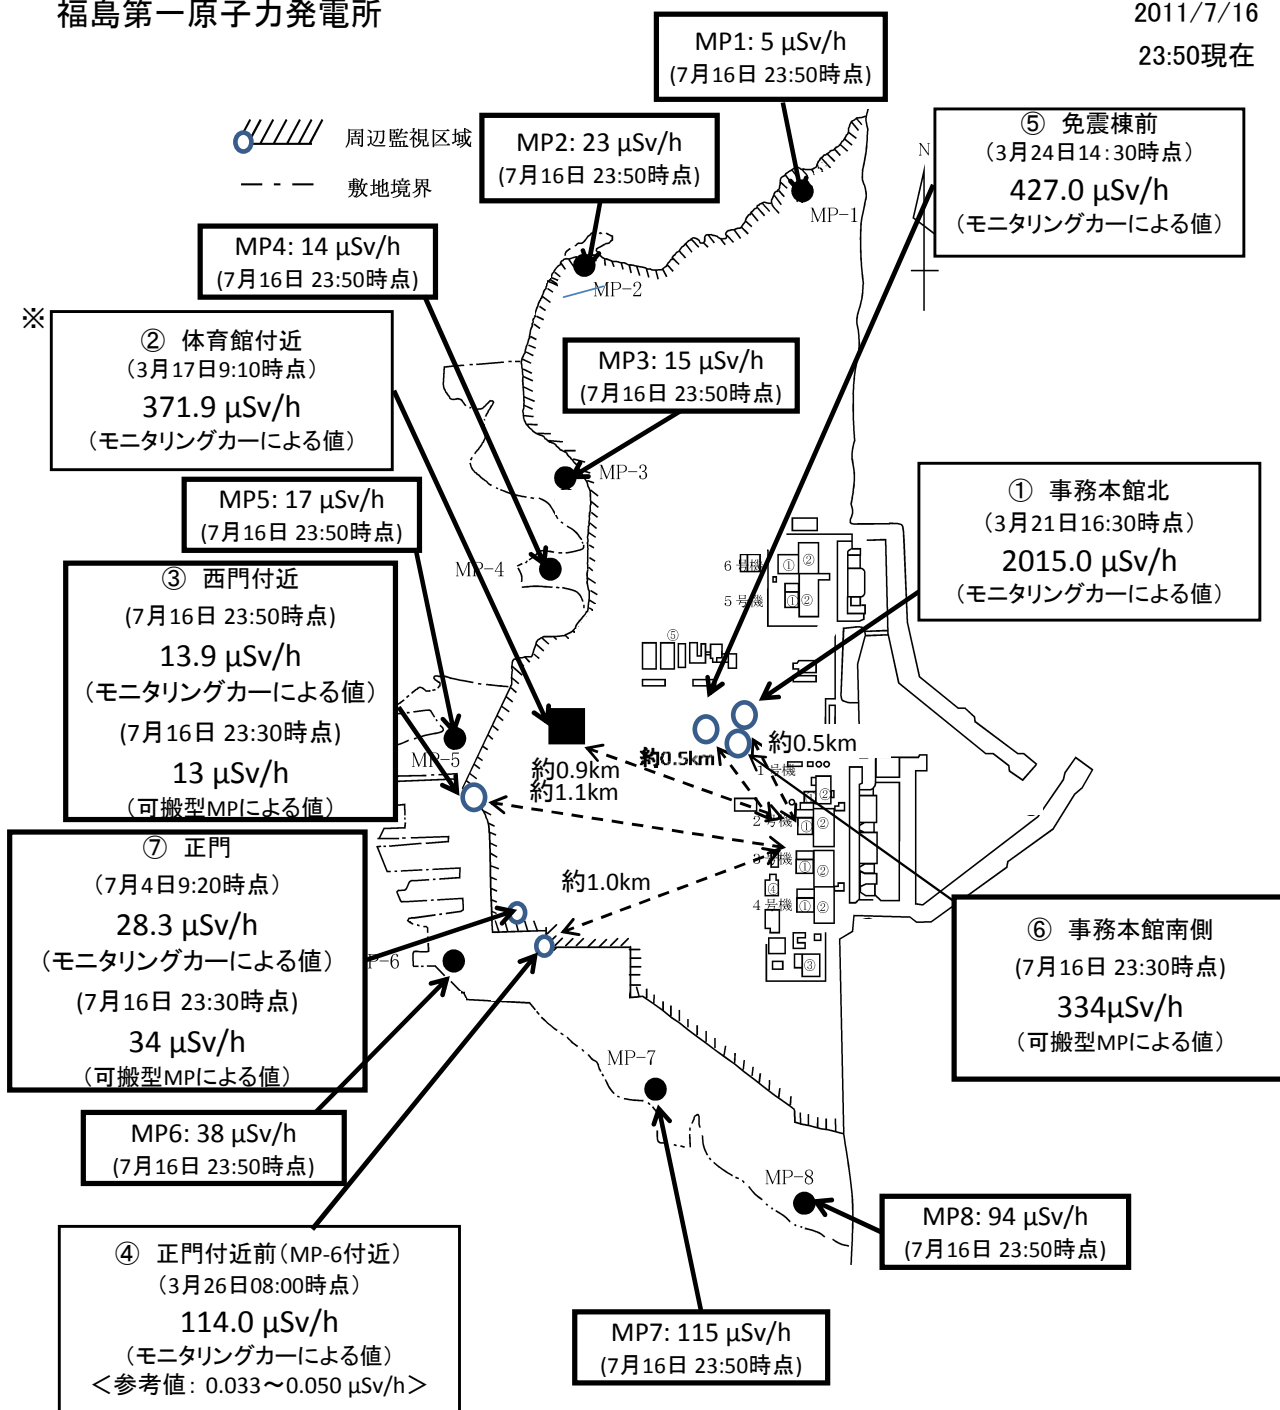 福島第一原子力発電所
2011/7/16
23:50現在
MP1: 5 μSv/h
(7月16日 23:50時点)
周辺監視区域
敷地境界
MP2: 23 μSv/h
(7月16日 23:50時点)
⑤ 免震棟前
(3月24日14:30時点)
427.0 μSv/h
(モニタリングカーによる値)
N
MP-1
MP4: 14 μSv/h
(7月16日 23:50時点)
MP-2
※
② 体育館付近
(3月17日9:10時点)
371.9 μSv/h
(モニタリングカーによる値)
MP3: 15 μSv/h
(7月16日 23:50時点)
MP-3
MP5: 17 μSv/h
(7月16日 23:50時点)
① 事務本館北
(3月21日16:30時点)
2015.0 μSv/h
(モニタリングカーによる値)
MP-4
6号機
①
②
5号機
①
②
③ 西門付近
(7月16日 23:50時点)
13.9 μSv/h
(モニタリングカーによる値)
(7月16日 23:30時点)
13 μSv/h
(可搬型MPによる値)
⑤
MP-5
約0.9km
約1.1km
約0.5km
約0.5km
1号機
②
2号機
①
②
3号機
①
②
④
4号機
①
②
③
約1.0km
⑦ 正門
(7月4日9:20時点)
28.3 μSv/h
(モニタリングカーによる値)
(7月16日 23:30時点)
34 μSv/h
(可搬型MPによる値)
P-6
⑥ 事務本館南側
(7月16日 23:30時点)
334μSv/h
(可搬型MPによる値)
MP-7
MP6: 38 μSv/h
(7月16日 23:50時点)
MP-8
MP8: 94 μSv/h
(7月16日 23:50時点)
④ 正門付近前(MP-6付近)
(3月26日08:00時点)
114.0 μSv/h
(モニタリングカーによる値)
＜参考値: 0.033〜0.050 μSv/h＞
MP7: 115 μSv/h
(7月16日 23:50時点)